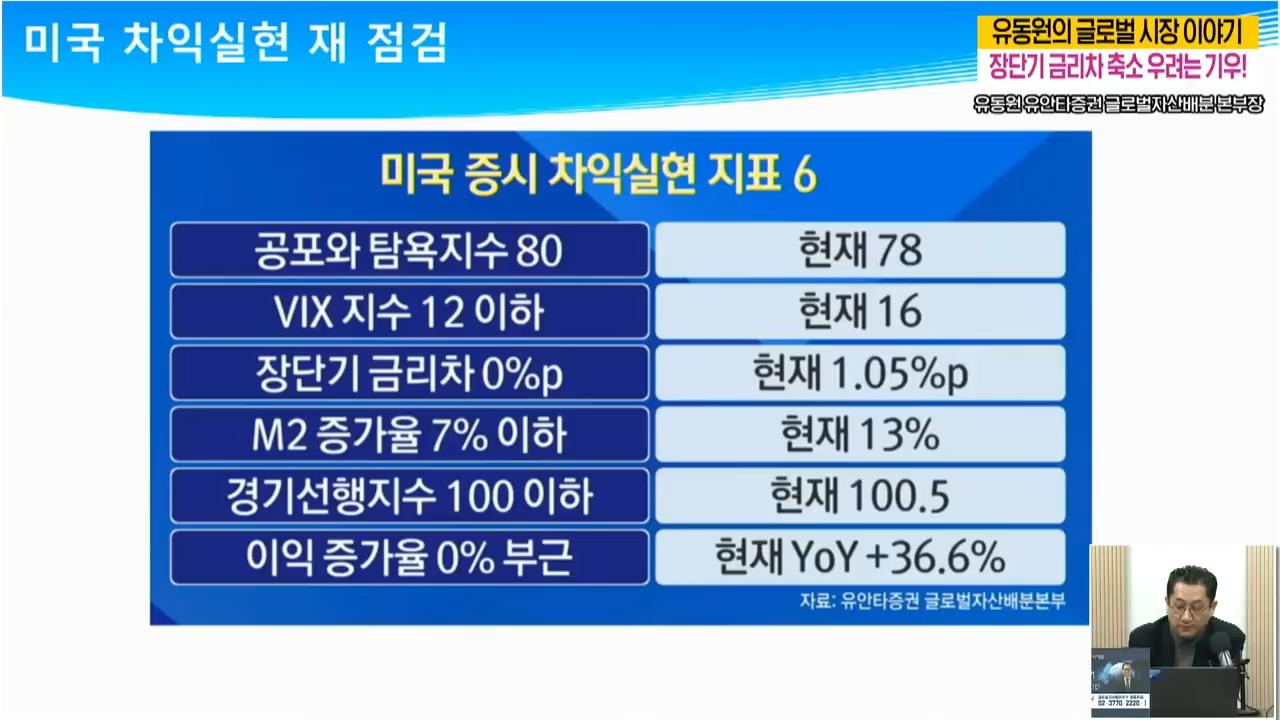 미국 차익실현 재 점검
유동원의 글로벌 시장 이야기
장단기 금리차 축소 우려는 기우!
유동원 유안타증권 글로벌자산배분 본부장
미국 증시 차익실현 지표 6
공포와 탐욕지수 80 현재 78
VIX 지수 12 이하 현재 16
장단기 금리차 0%p 현재 1.05%p
M2 증가율 7% 이하 현재 13%
경기선행지수 100 이하 현재 100.5
이익 증가율 0% 부근 현재 YoY +36.6%
자료: 유안타증권 글로벌자산배분본부
02-3770-2220~1